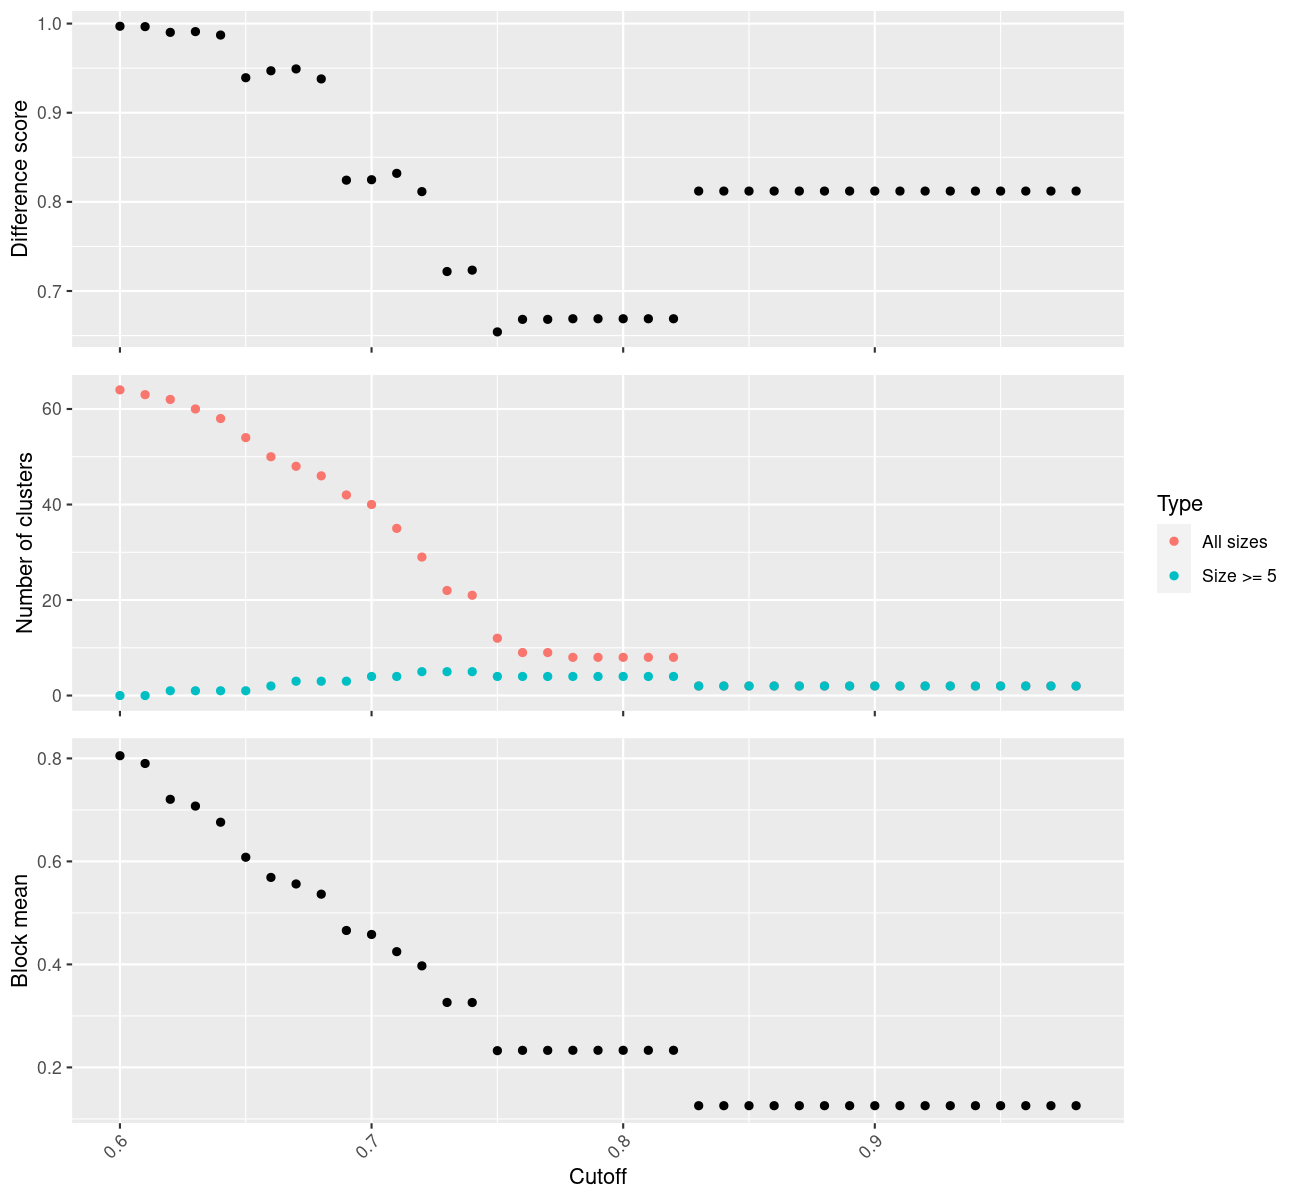 1.0
0.9
0.8
0.7
Difference score
60
40
20
0
Number of clusters
Type
All sizes
Size >= 5
0.8
0.6
0.4
0.2
Block mean
0.6
0.7
0.8
0.9
Cutoff